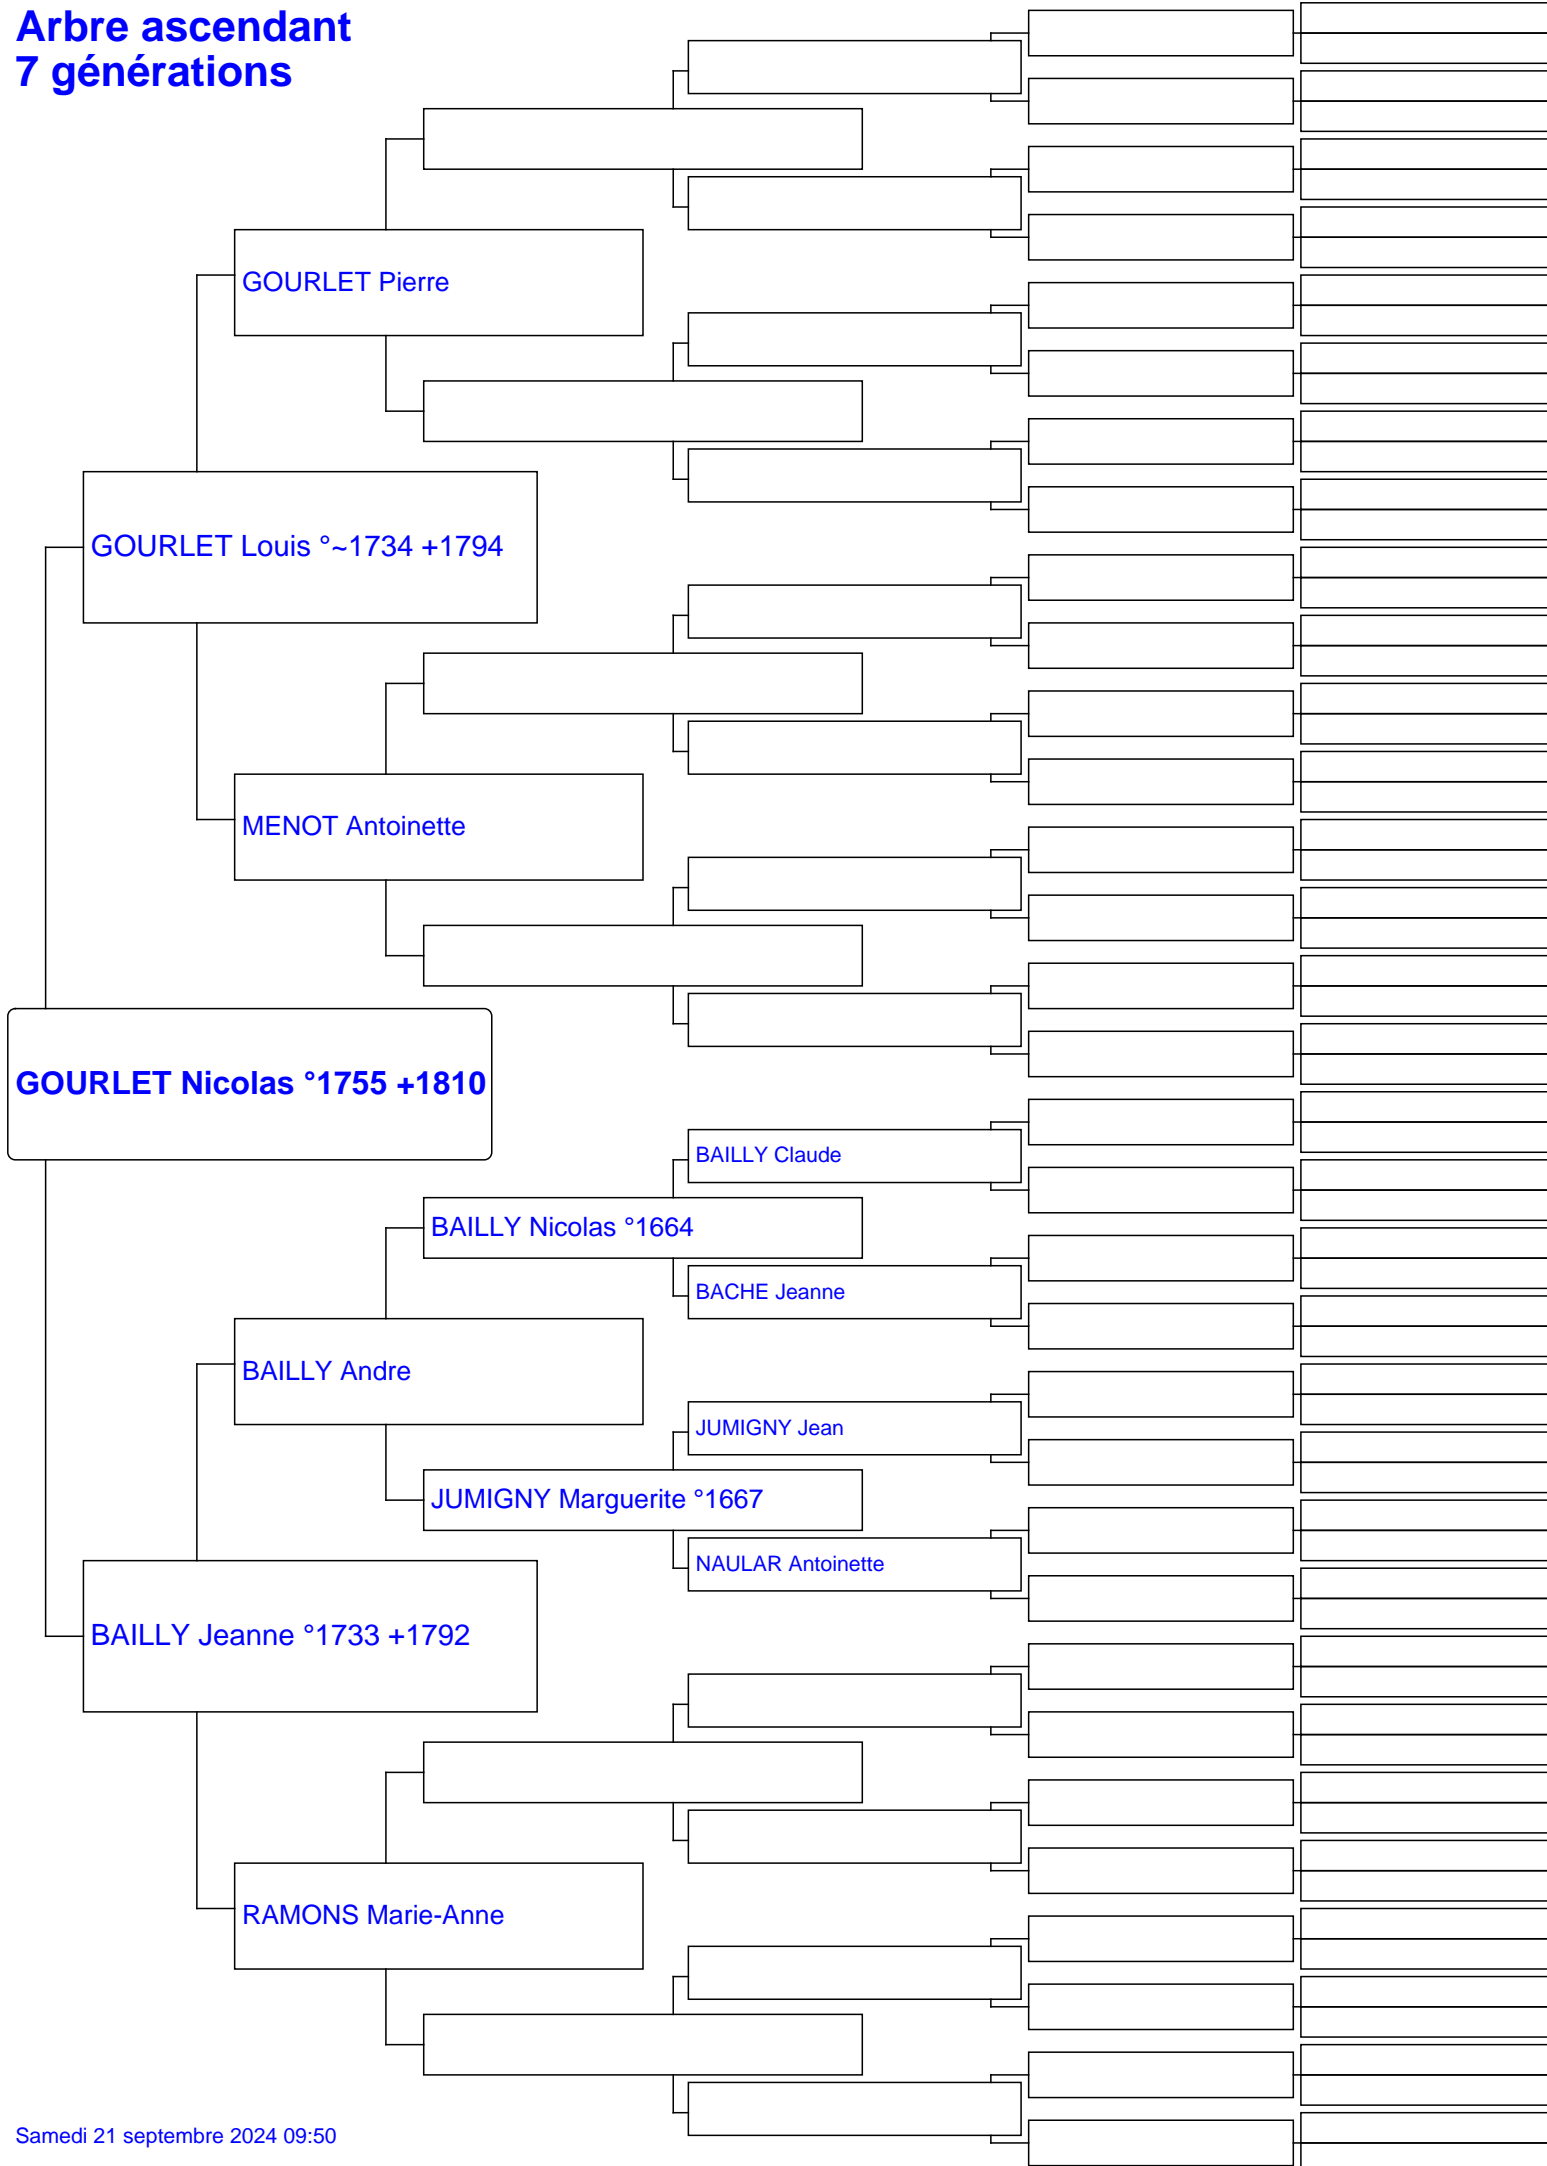 Arbre ascendant
7 générations
GOURLET Pierre
GOURLET Louis °~1734 +1794
MENOT Antoinette
GOURLET Nicolas °1755 +1810
BAILLY Claude
BAILLY Nicolas °1664
BACHE Jeanne
BAILLY Andre
JUMIGNY Jean
JUMIGNY Marguerite °1667
NAULAR Antoinette
BAILLY Jeanne °1733 +1792
RAMONS Marie-Anne
Samedi 21 septembre 2024 09:50